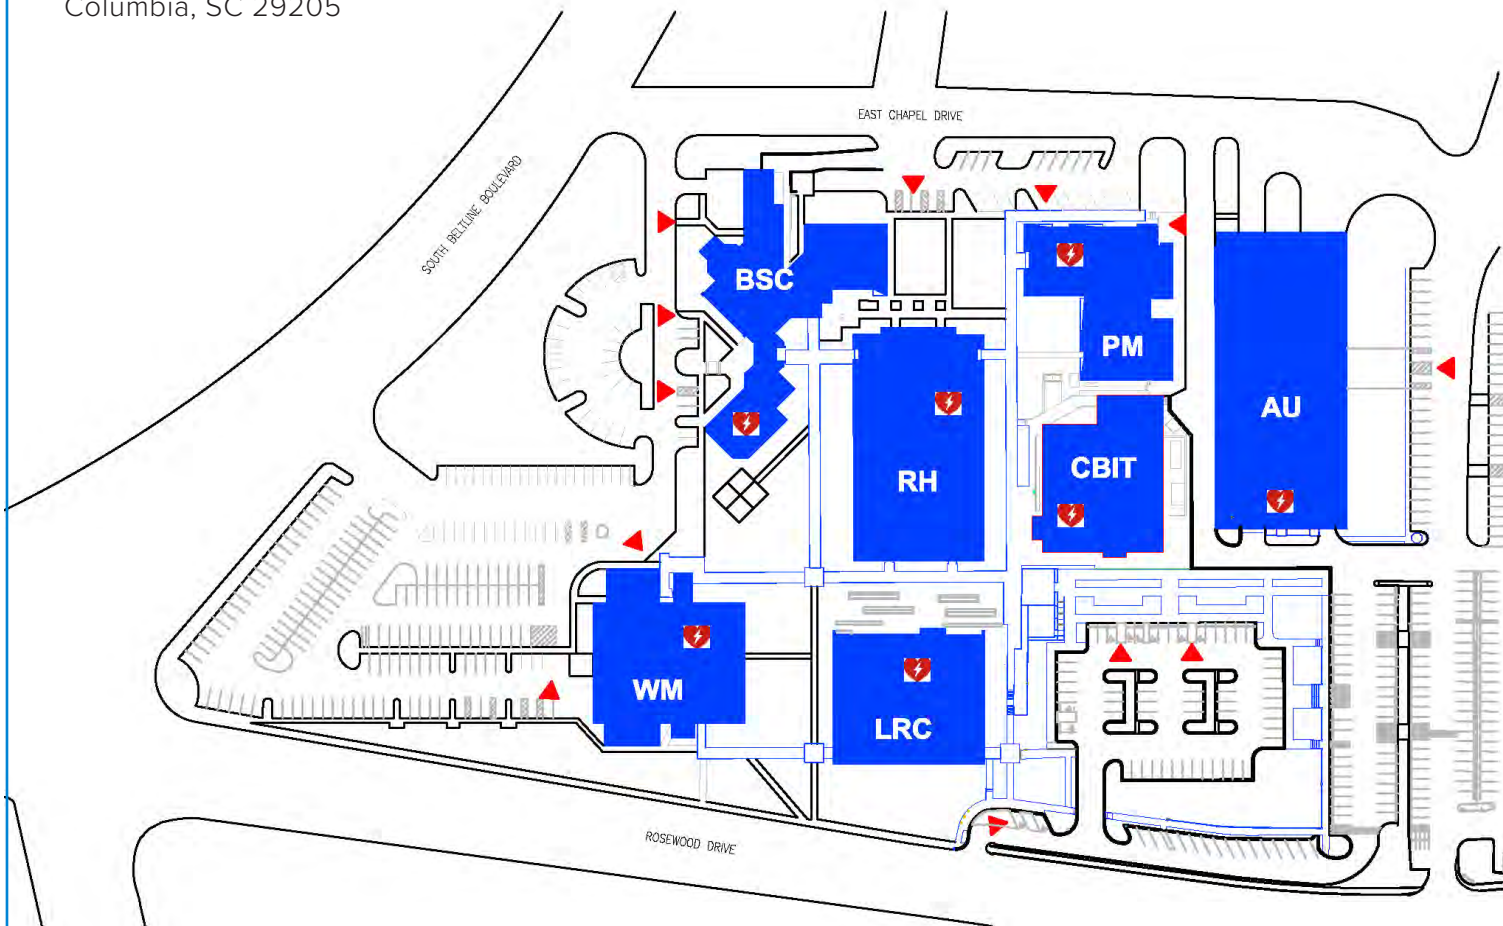 Columbia, SC 29205
EAST CHAPEL DRIVE
SOUTH BELTLINE BOULEVARD
BSC
PM
AU
RH
CBIT
WM
LRC
ROSEWOOD DRIVE